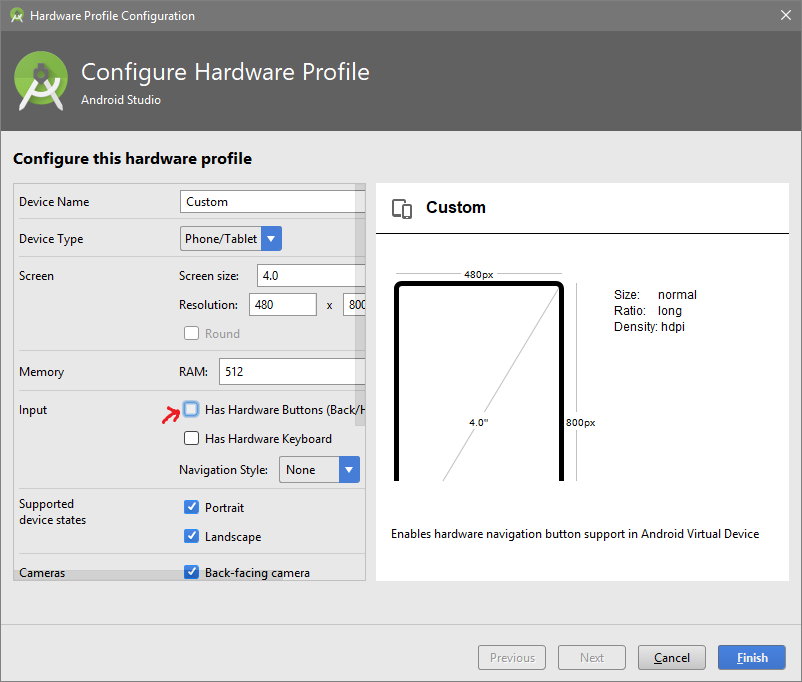 Hardware Profile Configuration
Configure Hardware Profile
Android Studio
Configure this hardware profile
Device Name Custom
Device Type Phone/Tablet
Screen Screen size: 4.0
Resolution: 480 x 800
Round
Memory RAM: 512
Input Has Hardware Buttons (Back/H
Has Hardware Keyboard
Navigation Style: None
Supported
device states
Portrait
Landscape
Cameras Back-facing camera
Custom
480px
Size: normal
Ratio: long
Density: hdpi
4.0"
800px
Enables hardware navigation button support in Android Virtual Device
Previous Next Cancel Finish